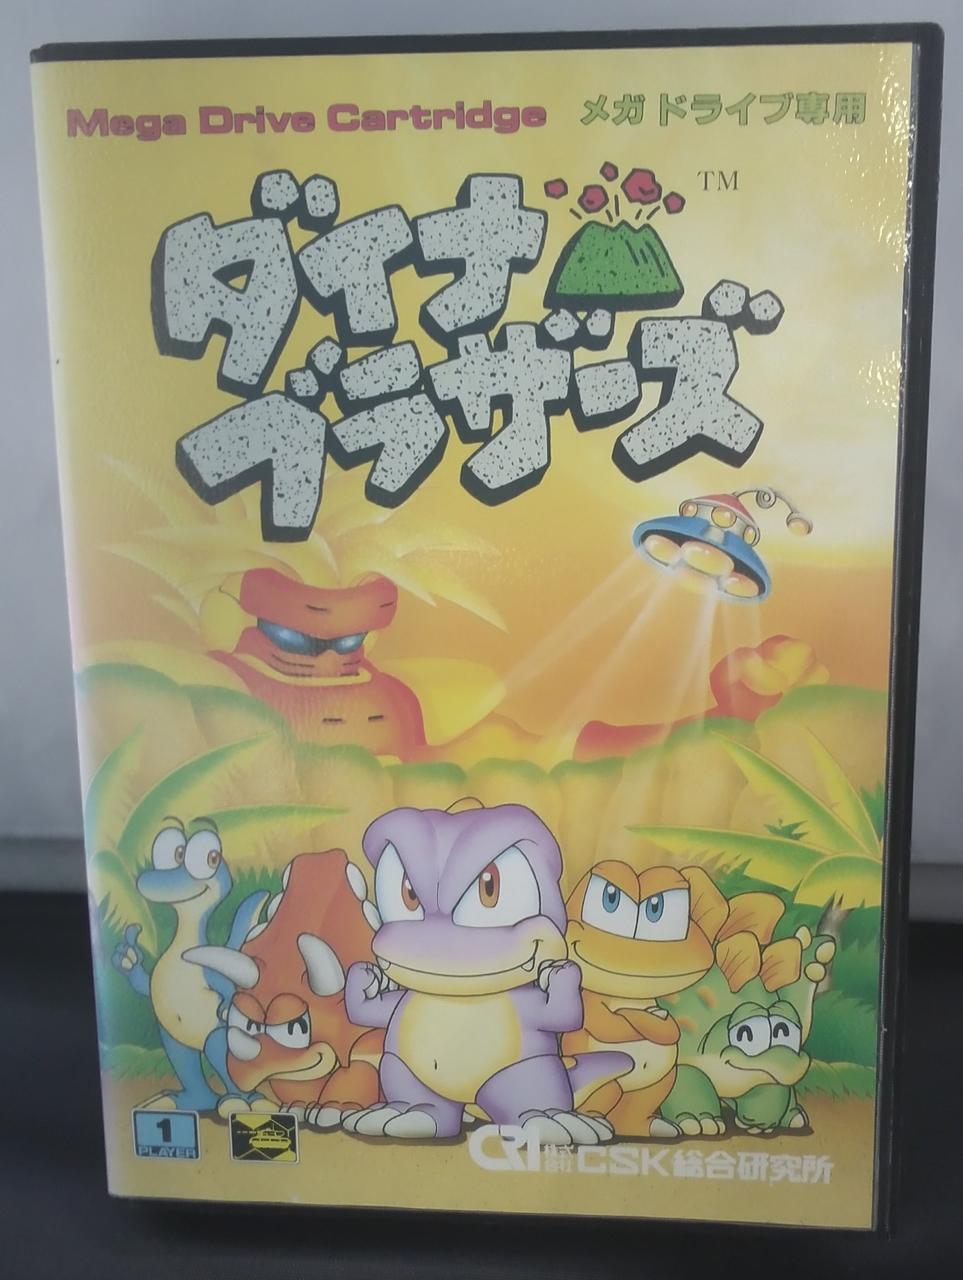 Mega Drive Cartridge メガドライブ専用
ダイナ
TM
ブラザーズ
1
PLAYER
CRI 株式会社 CSK総合研究所